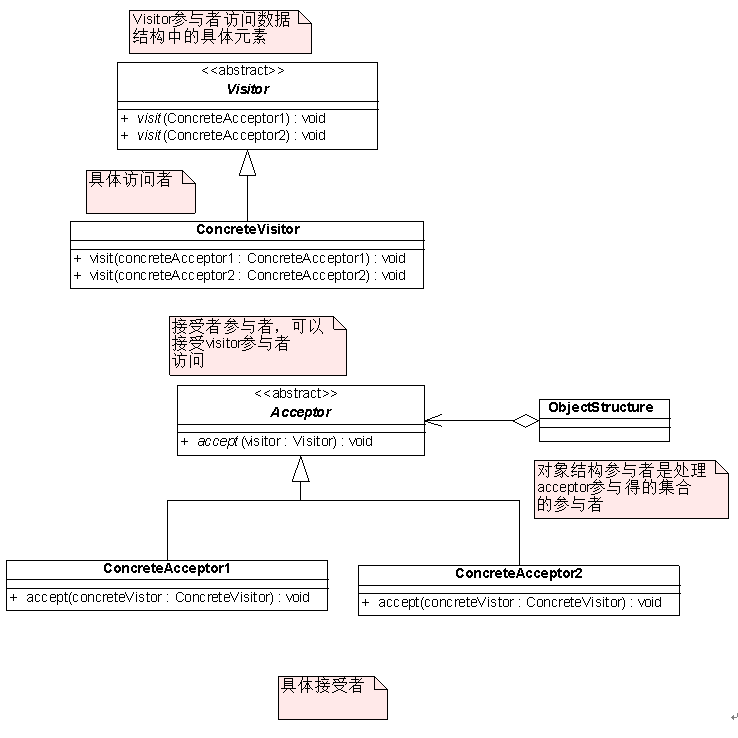 Visitor参与者访问数据
结构中的具体元素
<<abstract>>
Visitor
+ visit(ConcreteAcceptor1) : void
+ visit(ConcreteAcceptor2) : void
具体访问者
ConcreteVisitor
+ visit(concreteAcceptor1 : ConcreteAcceptor1) : void
+ visit(concreteAcceptor2 : ConcreteAcceptor2) : void
接受者参与者，可以
接受visitor参与者
访问
<<abstract>>
Acceptor
+ accept(visitor : Visitor) : void
ObjectStructure
对象结构参与者是处理
acceptor参与得的集合
的参与者
ConcreteAcceptor1
+ accept(concreteVistor : ConcreteVisitor) : void
ConcreteAcceptor2
+ accept(concreteVistor : ConcreteVisitor) : void
具体接受者